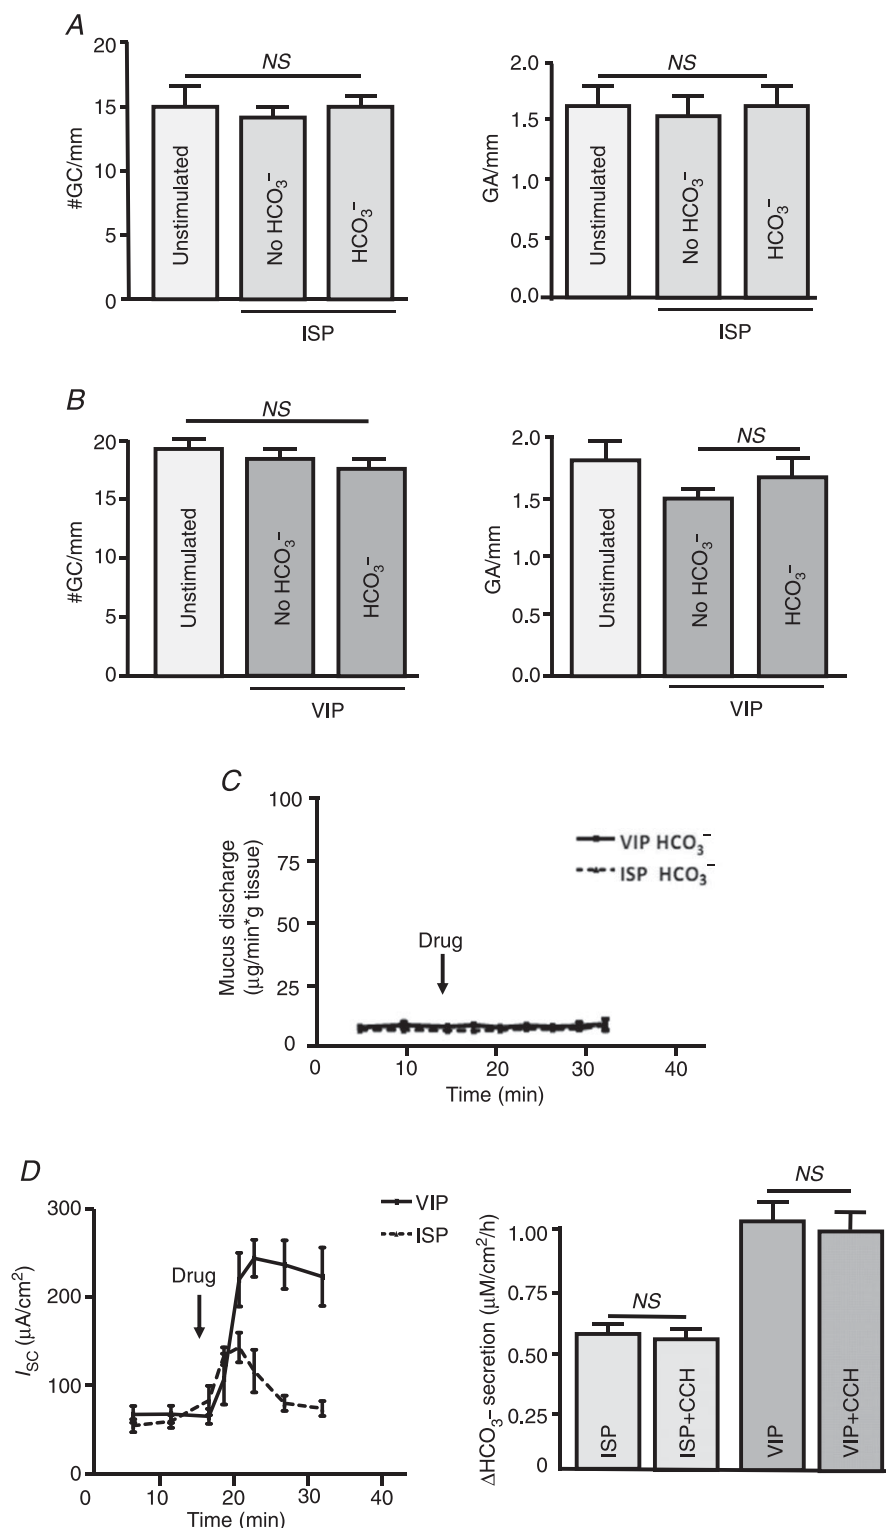 A
20
15
10
5
0
#GC/mm
NS
Unstimulated
No HCO3−
HCO3−
ISP
2.0
1.5
1.0
0.5
0.0
GA/mm
NS
Unstimulated
No HCO3−
HCO3−
ISP
B
20
15
10
5
0
#GC/mm
NS
Unstimulated
No HCO3−
HCO3−
VIP
2.0
1.5
1.0
0.5
0.0
GA/mm
NS
Unstimulated
No HCO3−
HCO3−
VIP
C
100
75
50
25
0
Mucus discharge
(μg/min*g tissue)
VIP HCO3−
ISP HCO3−
Drug
0 10 20 30 40
Time (min)
D
300
200
100
0
ISC (μA/cm2)
VIP
ISP
Drug
0 10 20 30 40
Time (min)
1.00
0.75
0.50
0.25
0
ΔHCO3− secretion (μM/cm2/h)
NS
NS
ISP
ISP+CCH
VIP
VIP+CCH